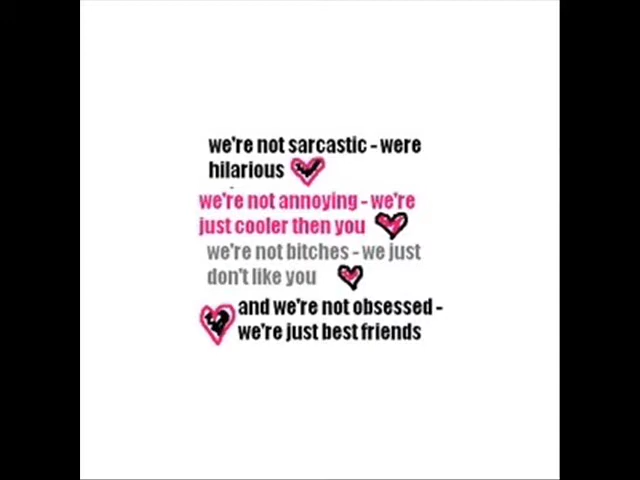 we're not sarcastic - were
hilarious
we're not annoying - we're
just cooler then you
we're not bitches - we just
don't like you
and we're not obsessed -
we're just best friends